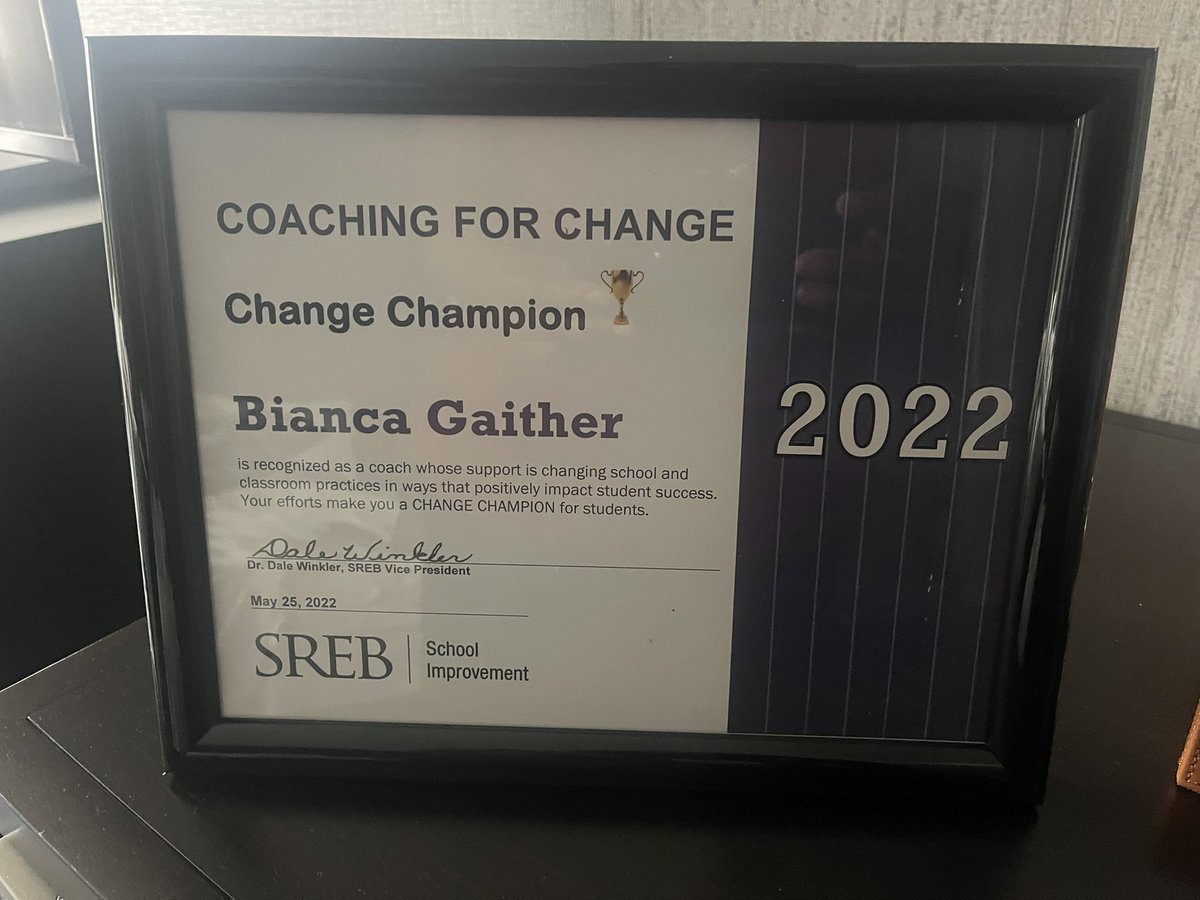 COACHING FOR CHANGE
Change Champion
Bianca Gaither
is recognized as a coach whose support is changing school and
classroom practices in ways that positively impact student success.
Your efforts make you a CHANGE CHAMPION for students.
Dale Winkler
Dr. Dale Winkler, SREB Vice President
May 25, 2022
SREB
School
Improvement
2022